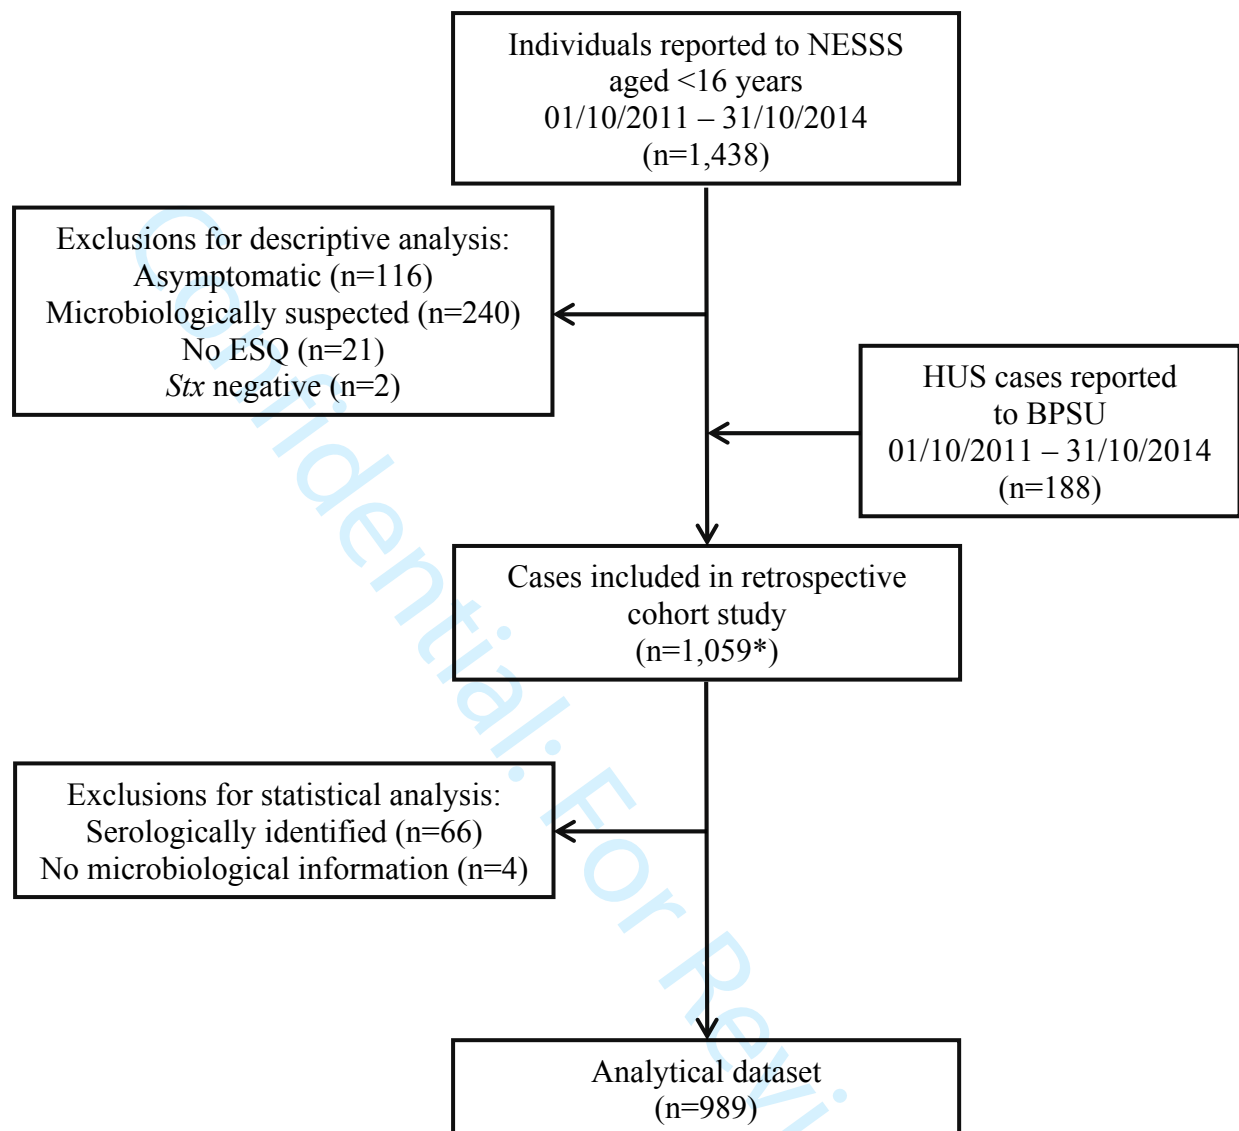 Individuals reported to NESSS
aged <16 years
01/10/2011 – 31/10/2014
(n=1,438)
Exclusions for descriptive analysis:
Asymptomatic (n=116)
Microbiologically suspected (n=240)
No ESQ (n=21)
Stx negative (n=2)
HUS cases reported
to BPSU
01/10/2011 – 31/10/2014
(n=188)
Cases included in retrospective
cohort study
(n=1,059*)
Exclusions for statistical analysis:
Serologically identified (n=66)
No microbiological information (n=4)
Analytical dataset
(n=989)
Confidential: For Revi